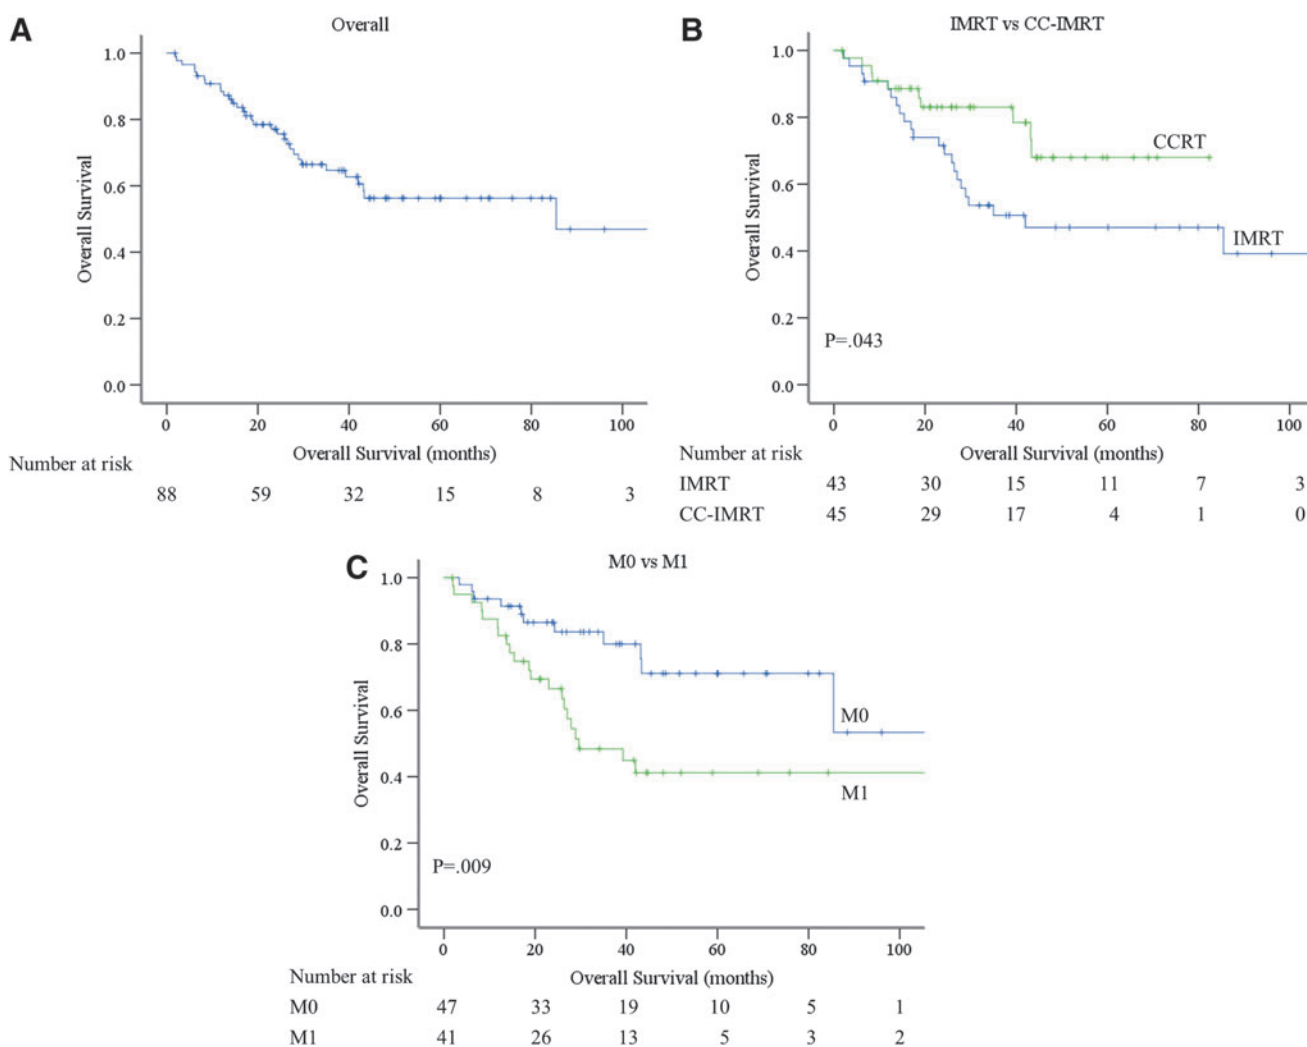 A
Overall
1.0
0.8
0.6
0.4
0.2
0.0
Overall Survival
0 20 40 60 80 100
Overall Survival (months)
Number at risk
88 59 32 15 8 3
B
IMRT vs CC-IMRT
1.0
0.8
0.6
0.4
0.2
0.0
Overall Survival
CCRT
IMRT
P=.043
0 20 40 60 80 100
Overall Survival (months)
Number at risk
IMRT 43 30 15 11 7 3
CC-IMRT 45 29 17 4 1 0
C
M0 vs M1
1.0
0.8
0.6
0.4
0.2
0.0
Overall Survival
M0
M1
P=.009
0 20 40 60 80 100
Overall Survival (months)
Number at risk
M0 47 33 19 10 5 1
M1 41 26 13 5 3 2